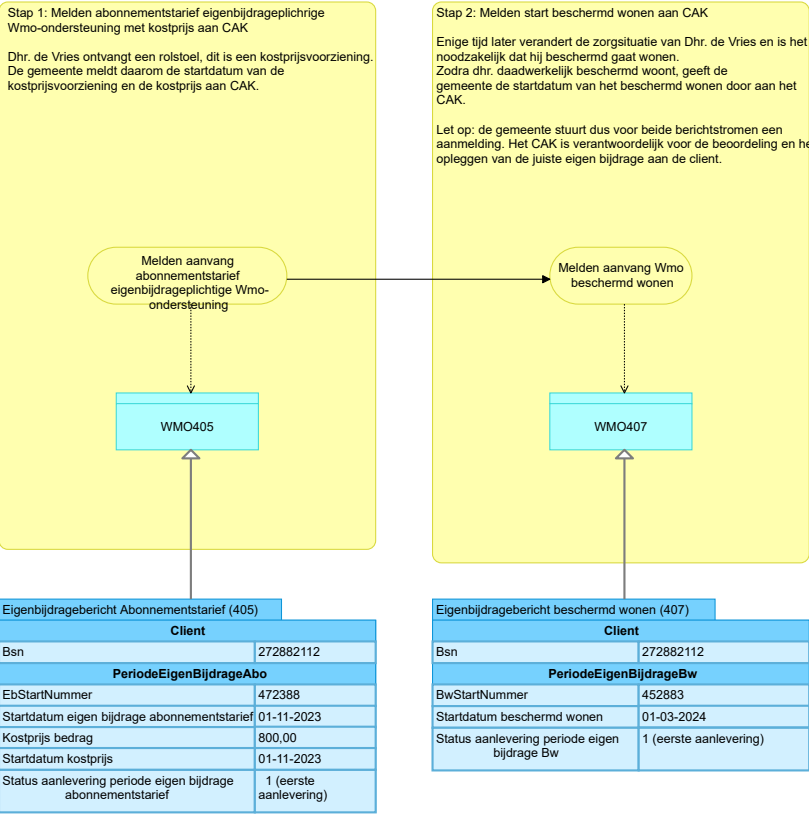 Stap 1: Melden abonnementstarief eigenbijdrageplichrige
Wmo-ondersteuning met kostprijs aan CAK
Dhr. de Vries ontvangt een rolstoel, dit is een kostprijsvoorziening.
De gemeente meldt daarom de startdatum van de
kostprijsvoorziening en de kostprijs aan CAK.
Stap 2: Melden start beschermd wonen aan CAK
Enige tijd later verandert de zorgsituatie van Dhr. de Vries en is het
noodzakelijk dat hij beschermd gaat wonen.
Zodra dhr. daadwerkelijk beschermd woont, geeft de
gemeente de startdatum van het beschermd wonen door aan het
CAK.
Let op: de gemeente stuurt dus voor beide berichtstromen een
aanmelding. Het CAK is verantwoordelijk voor de beoordeling en he
opleggen van de juiste eigen bijdrage aan de client.
Melden aanvang
abonnementstarief
eigenbijdrageplichtige Wmo-
ondersteuning
Melden aanvang Wmo
beschermd wonen
WMO405
WMO407
Eigenbijdragebericht Abonnementstarief (405)
Client
Bsn 272882112
PeriodeEigenBijdrageAbo
EbStartNummer 472388
Startdatum eigen bijdrage abonnementstarief 01-11-2023
Kostprijs bedrag 800,00
Startdatum kostprijs 01-11-2023
Status aanlevering periode eigen bijdrage 1 (eerste
abonnementstarief aanlevering)
Eigenbijdragebericht beschermd wonen (407)
Client
Bsn 272882112
PeriodeEigenBijdrageBw
BwStartNummer 452883
Startdatum beschermd wonen 01-03-2024
Status aanlevering periode eigen 1 (eerste aanlevering)
bijdrage Bw